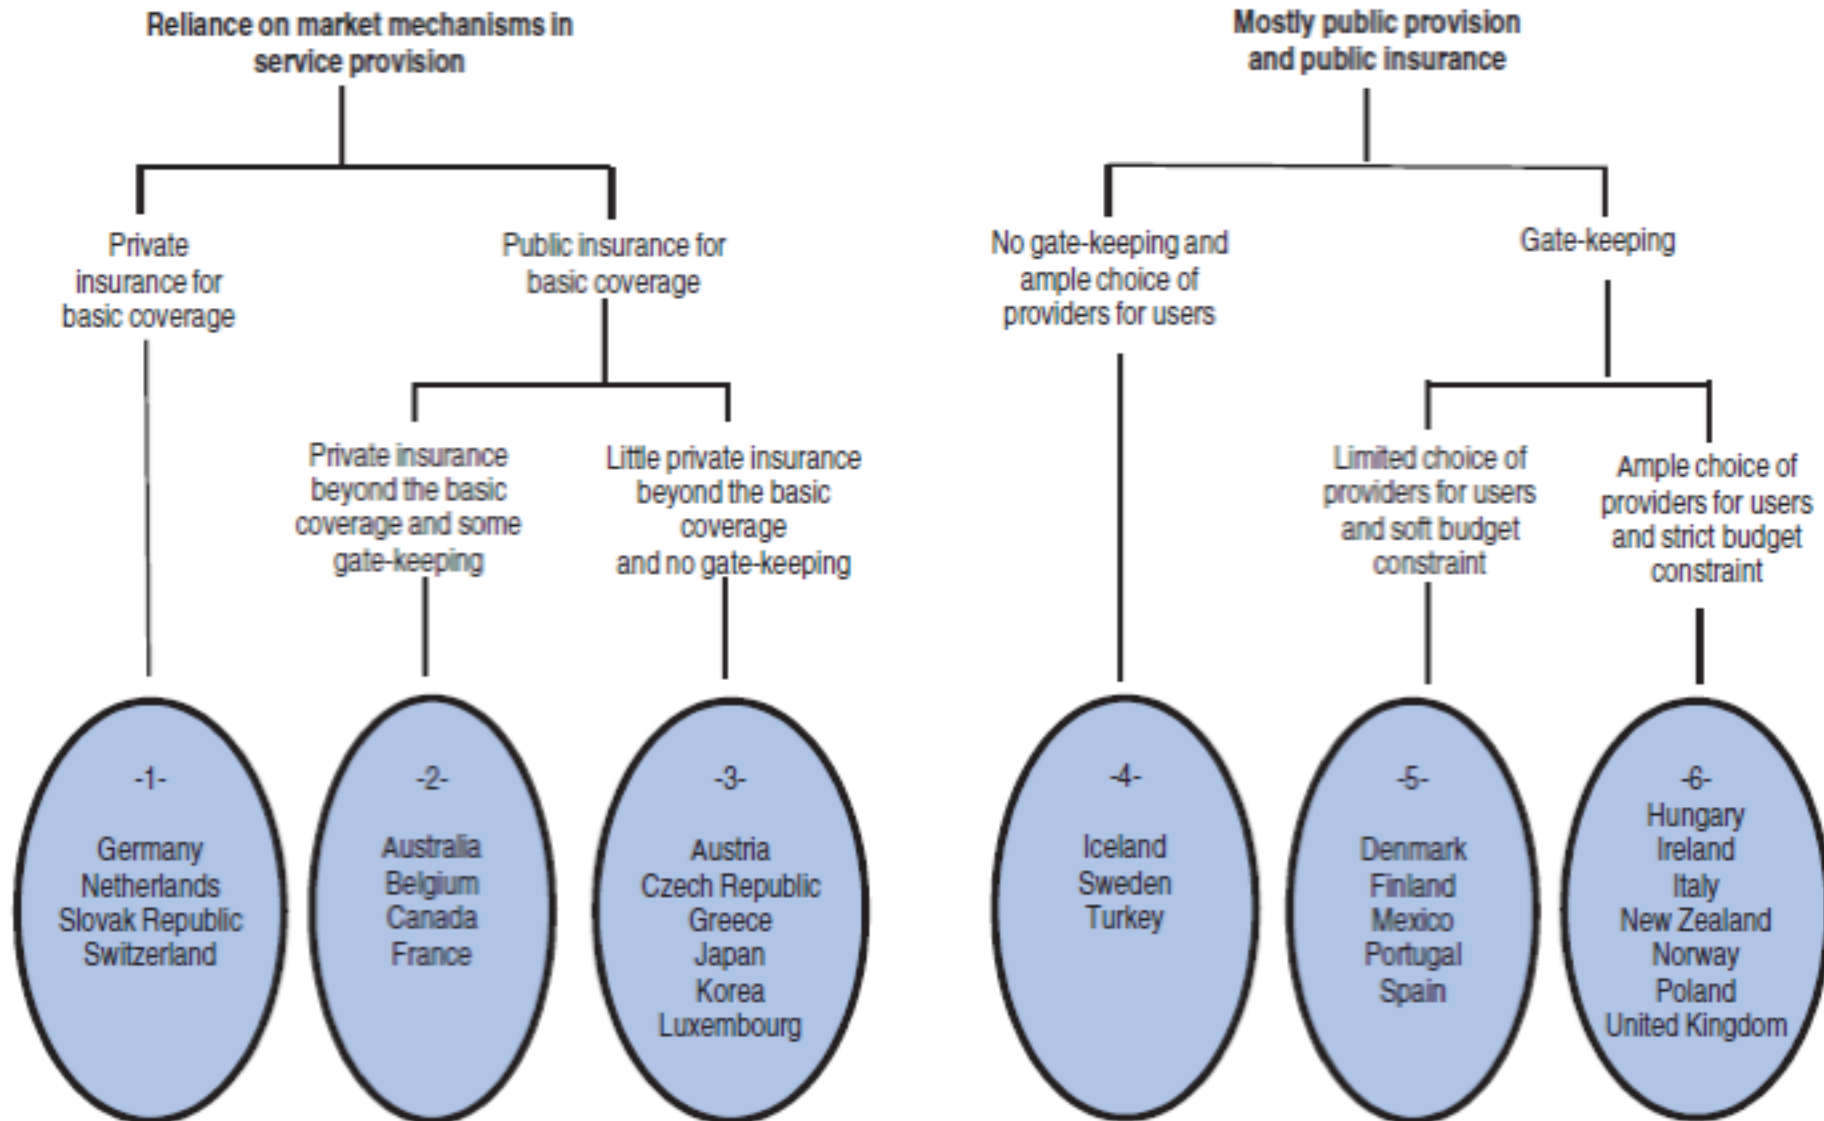 Reliance on market mechanisms in
service provision
Mostly public provision
and public insurance
Private
insurance for
basic coverage
Public insurance for
basic coverage
No gate-keeping and
ample choice of
providers for users
Gate-keeping
Private insurance
beyond the basic
coverage and some
gate-keeping
Little private insurance
beyond the basic
coverage
and no gate-keeping
Limited choice of
providers for users
and soft budget
constraint
Ample choice of
providers for users
and strict budget
constraint
-1-
Germany
Netherlands
Slovak Republic
Switzerland
-2-
Australia
Belgium
Canada
France
-3-
Austria
Czech Republic
Greece
Japan
Korea
Luxembourg
-4-
Iceland
Sweden
Turkey
-5-
Denmark
Finland
Mexico
Portugal
Spain
-6-
Hungary
Ireland
Italy
New Zealand
Norway
Poland
United Kingdom